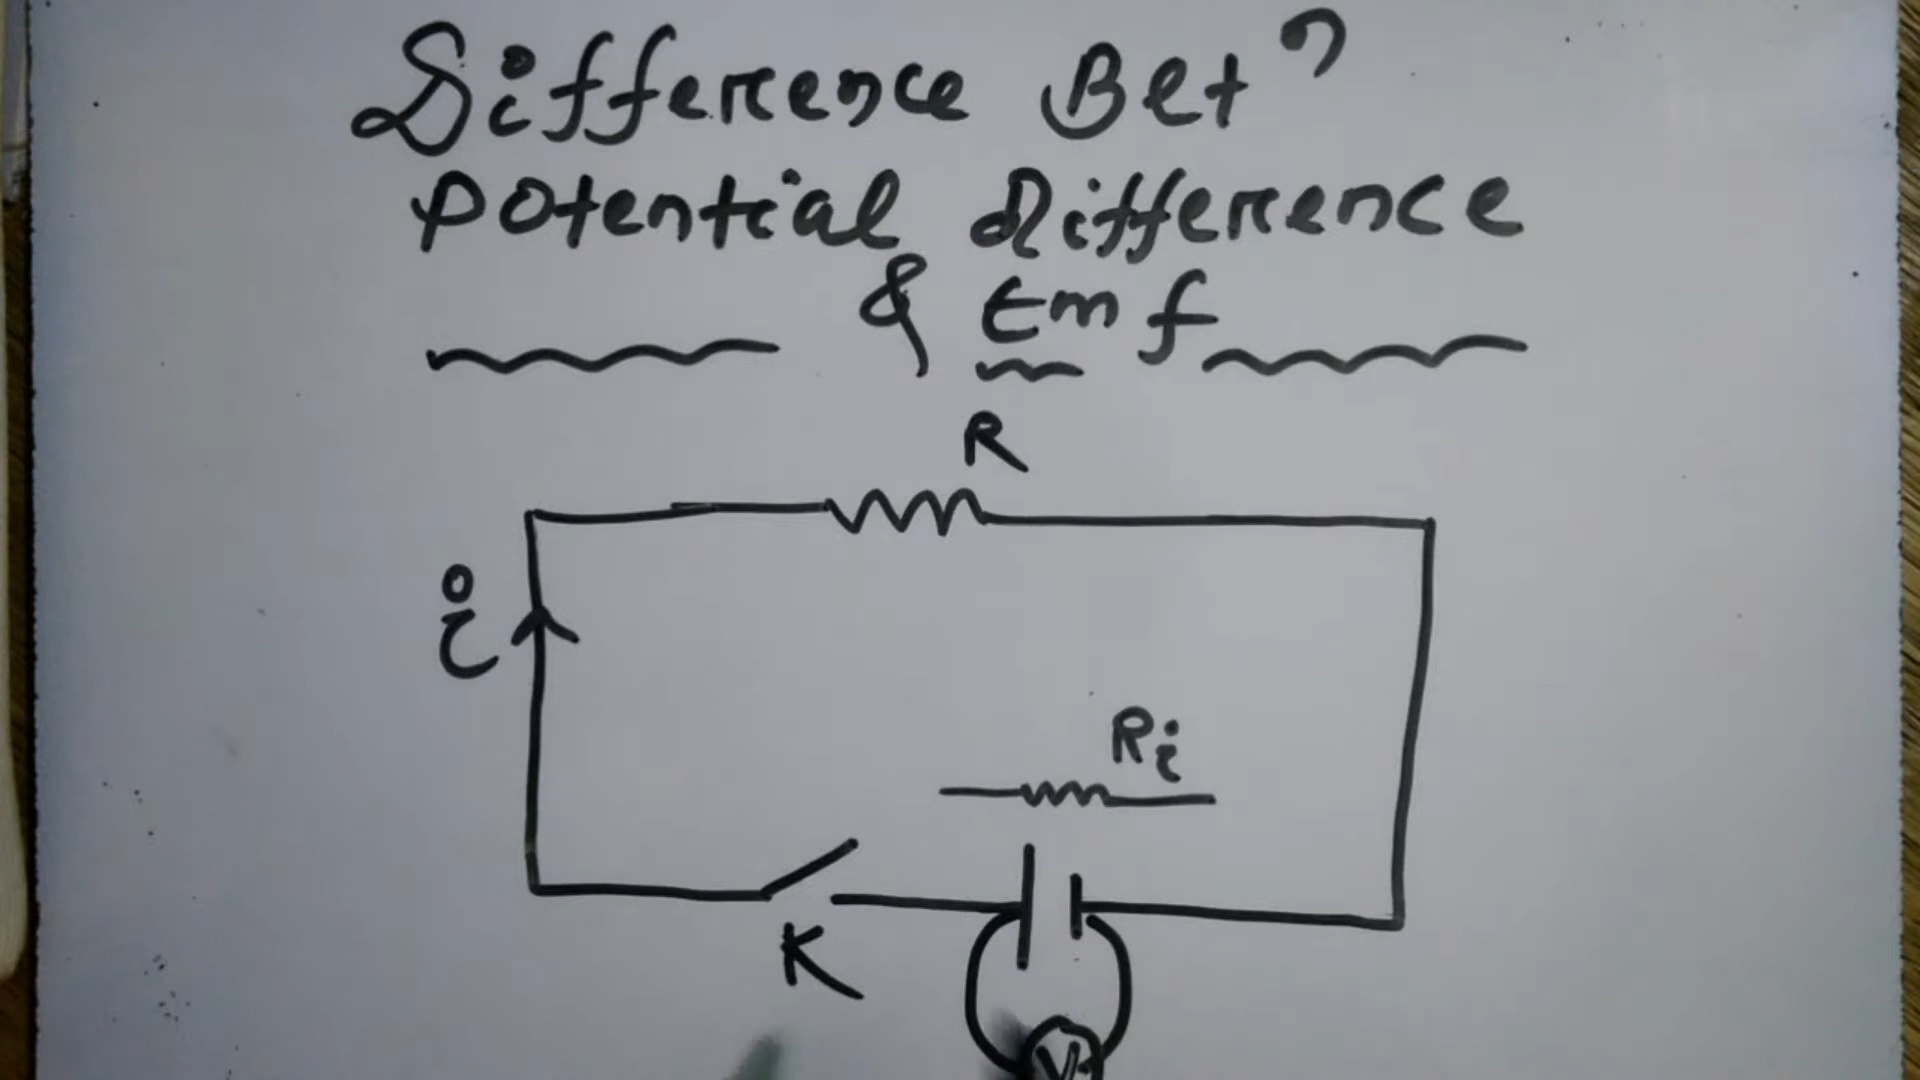 Difference Betⁿ
Potential Difference
& Emf
R
i
Ri
K
V